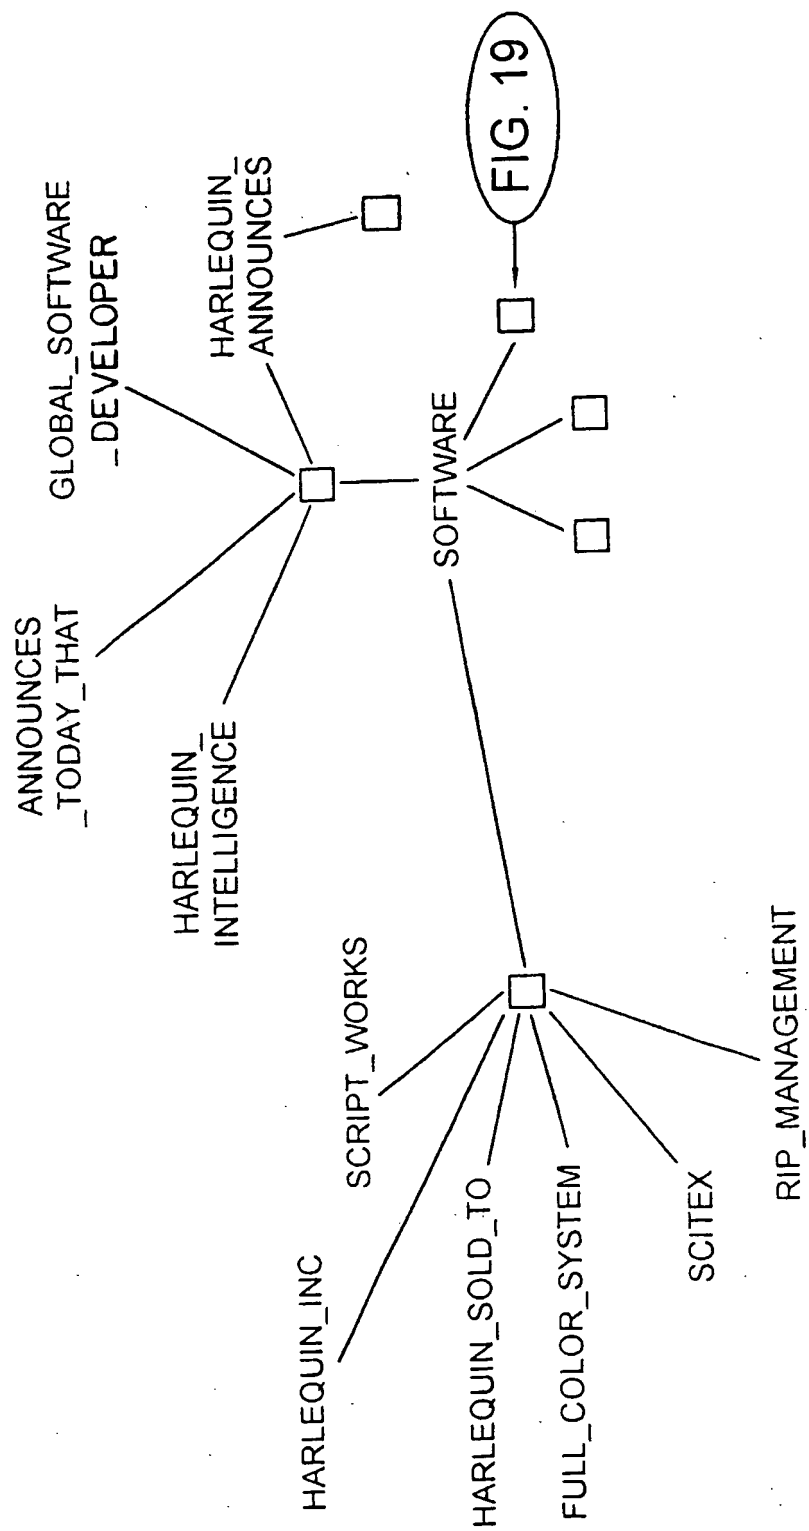 ANNOUNCES
_TODAY_THAT
GLOBAL_SOFTWARE
_DEVELOPER
HARLEQUIN_
INTELLIGENCE
HARLEQUIN_
ANNOUNCES
SCRIPT_WORKS
HARLEQUIN_INC
SOFTWARE
HARLEQUIN_SOLD_TO
FIG. 19
FULL_COLOR_SYSTEM
SCITEX
RIP_MANAGEMENT